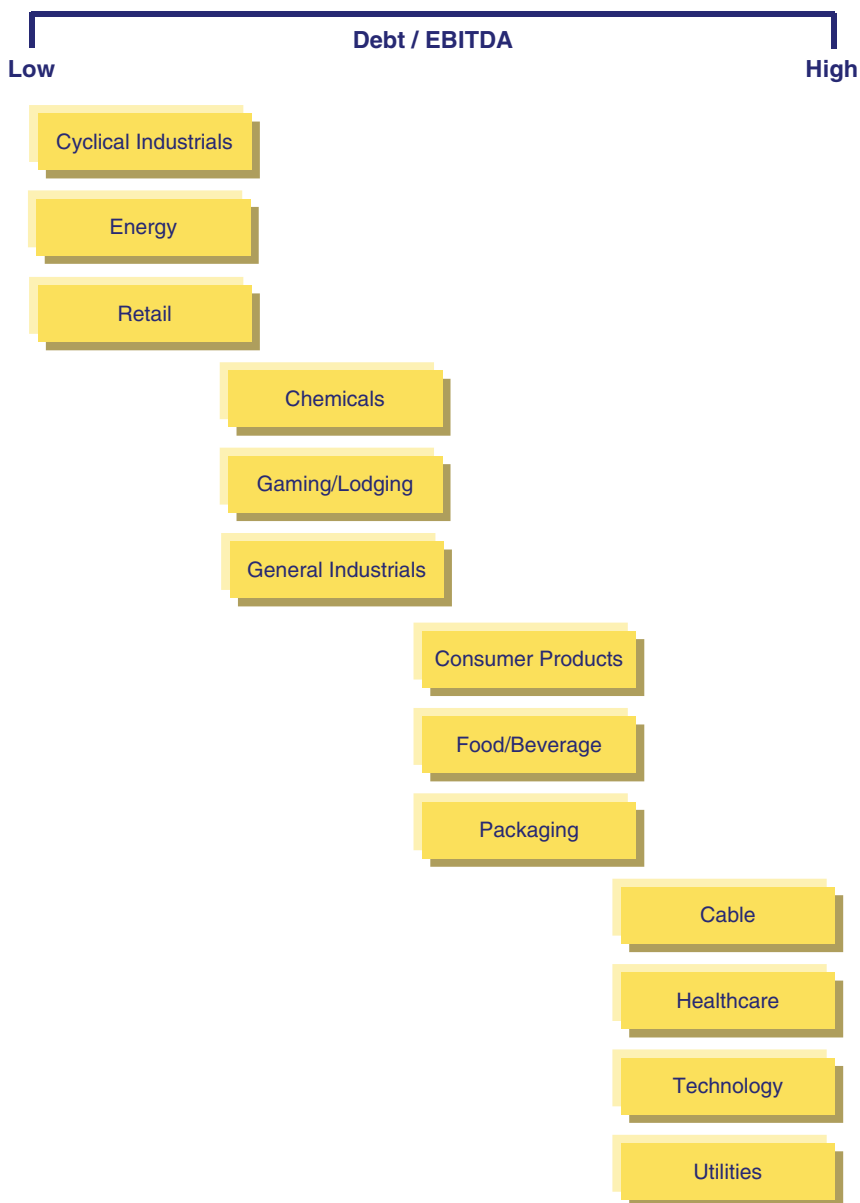 Debt / EBITDA
Low
High
Cyclical Industrials
Energy
Retail
Chemicals
Gaming/Lodging
General Industrials
Consumer Products
Food/Beverage
Packaging
Cable
Healthcare
Technology
Utilities